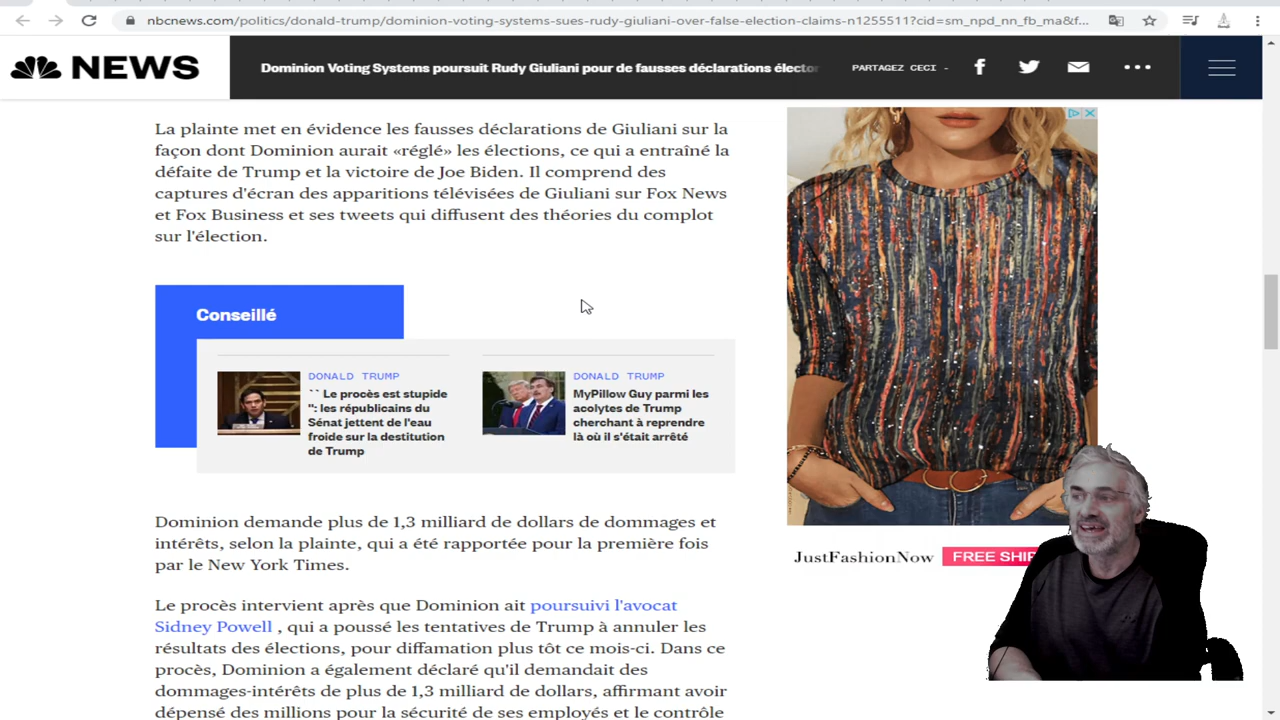 nbcnews.com/politics/donald-trump/dominion-voting-systems-sues-rudy-giuliani-over-false-election-claims-n1255511?cid=sm_npd_nn_fb_ma&f...
NEWS
Dominion Voting Systems poursuit Rudy Giuliani pour de fausses déclarations électo
PARTAGEZ CECI -
La plainte met en évidence les fausses déclarations de Giuliani sur la
façon dont Dominion aurait «réglé» les élections, ce qui a entraîné la
défaite de Trump et la victoire de Joe Biden. Il comprend des
captures d'écran des apparitions télévisées de Giuliani sur Fox News
et Fox Business et ses tweets qui diffusent des théories du complot
sur l'élection.
Conseillé
DONALD TRUMP
`` Le procès est stupide
'': les républicains du
Sénat jettent de l'eau
froide sur la destitution
de Trump
DONALD TRUMP
MyPillow Guy parmi les
acolytes de Trump
cherchant à reprendre
là où il s'était arrêté
Dominion demande plus de 1,3 milliard de dollars de dommages et
intérêts, selon la plainte, qui a été rapportée pour la première fois
par le New York Times.
Le procès intervient après que Dominion ait poursuivi l'avocat
Sidney Powell , qui a poussé les tentatives de Trump à annuler les
résultats des élections, pour diffamation plus tôt ce mois-ci. Dans ce
procès, Dominion a également déclaré qu'il demandait des
dommages-intérêts de plus de 1,3 milliard de dollars, affirmant avoir
dépensé des millions pour la sécurité de ses employés et le contrôle
JustFashionNow
FREE SHI